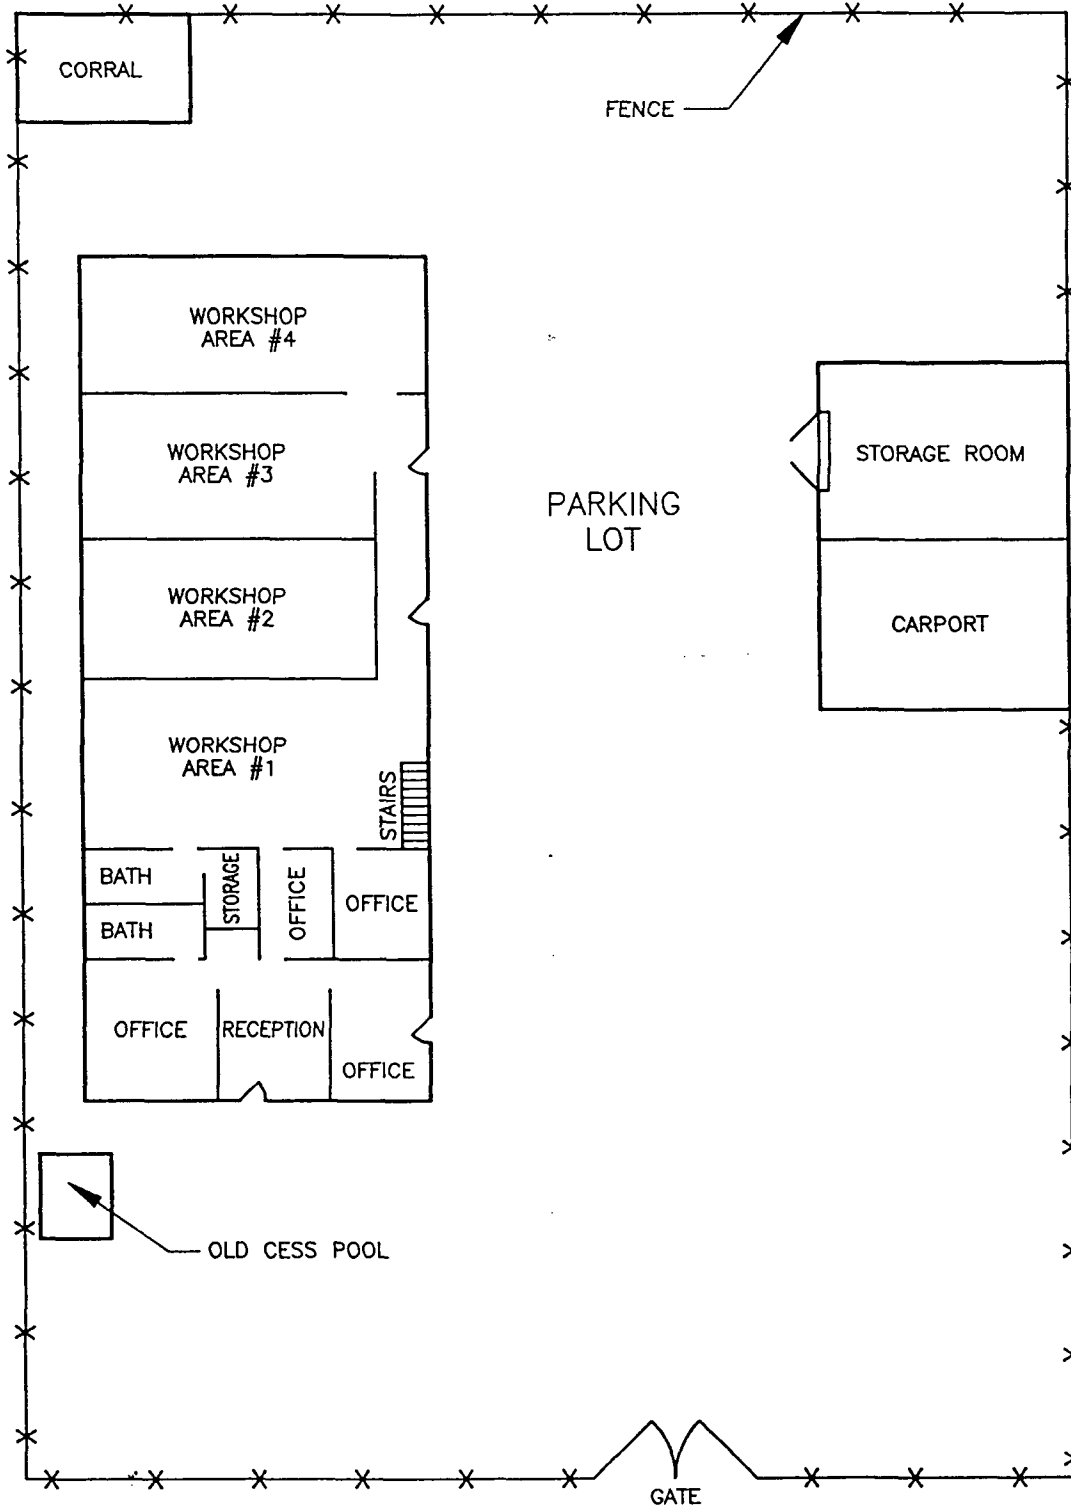 CORRAL
FENCE
WORKSHOP
AREA #4
WORKSHOP
AREA #3
STORAGE ROOM
PARKING
LOT
WORKSHOP
AREA #2
CARPORT
WORKSHOP
AREA #1
STAIRS
BATH
STORAGE
OFFICE
OFFICE
BATH
OFFICE
RECEPTION
OFFICE
OLD CESS POOL
GATE